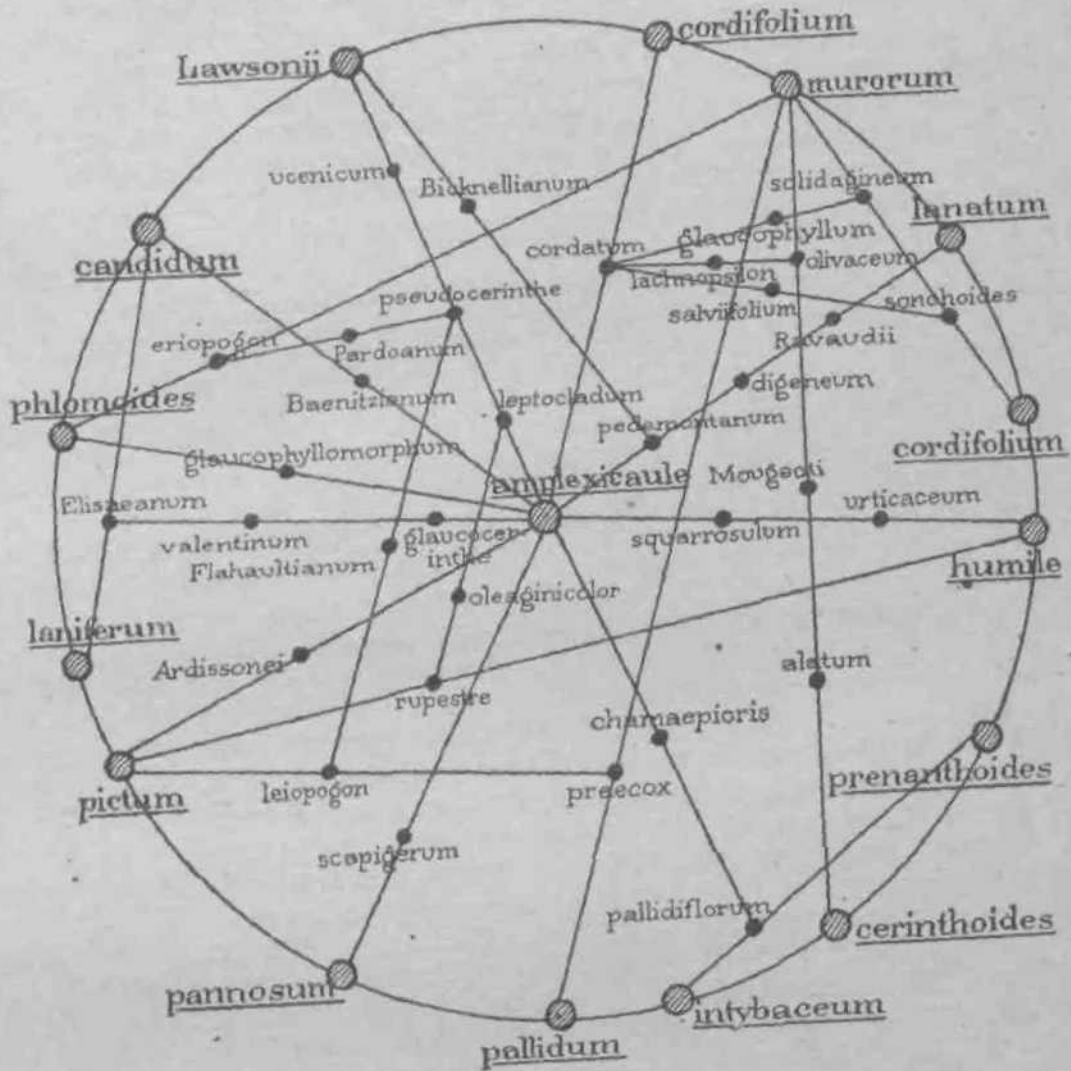 cordifolium
Lawsonii
murorum
ucenicum
Bicknellianum
solidagineum
lanatum
cordatum
glaucophyllum
candidum
lachnopsilon
olivaceum
pseudocerinthe
salviifolium
sonchoides
eriopogon
Pardoanum
Ravaudii
phlomoides
Baenitzianum
leptocladum
digeneum
pedemontanum
cordifolium
glaucophyllomorphum
amplexicaule
Mougeoti
urticaceum
Elisaeanum
valentinum
glaucocer
inthe
squarrosulum
Flahaultianum
humile
oleaginicolor
laniferum
Ardissonei
alatum
rupestre
chamaepicris
prenanthoides
pictum
leiopogon
praecox
scapigerum
pallidiflorum
cerinthoides
pannosum
intybaceum
pallidum